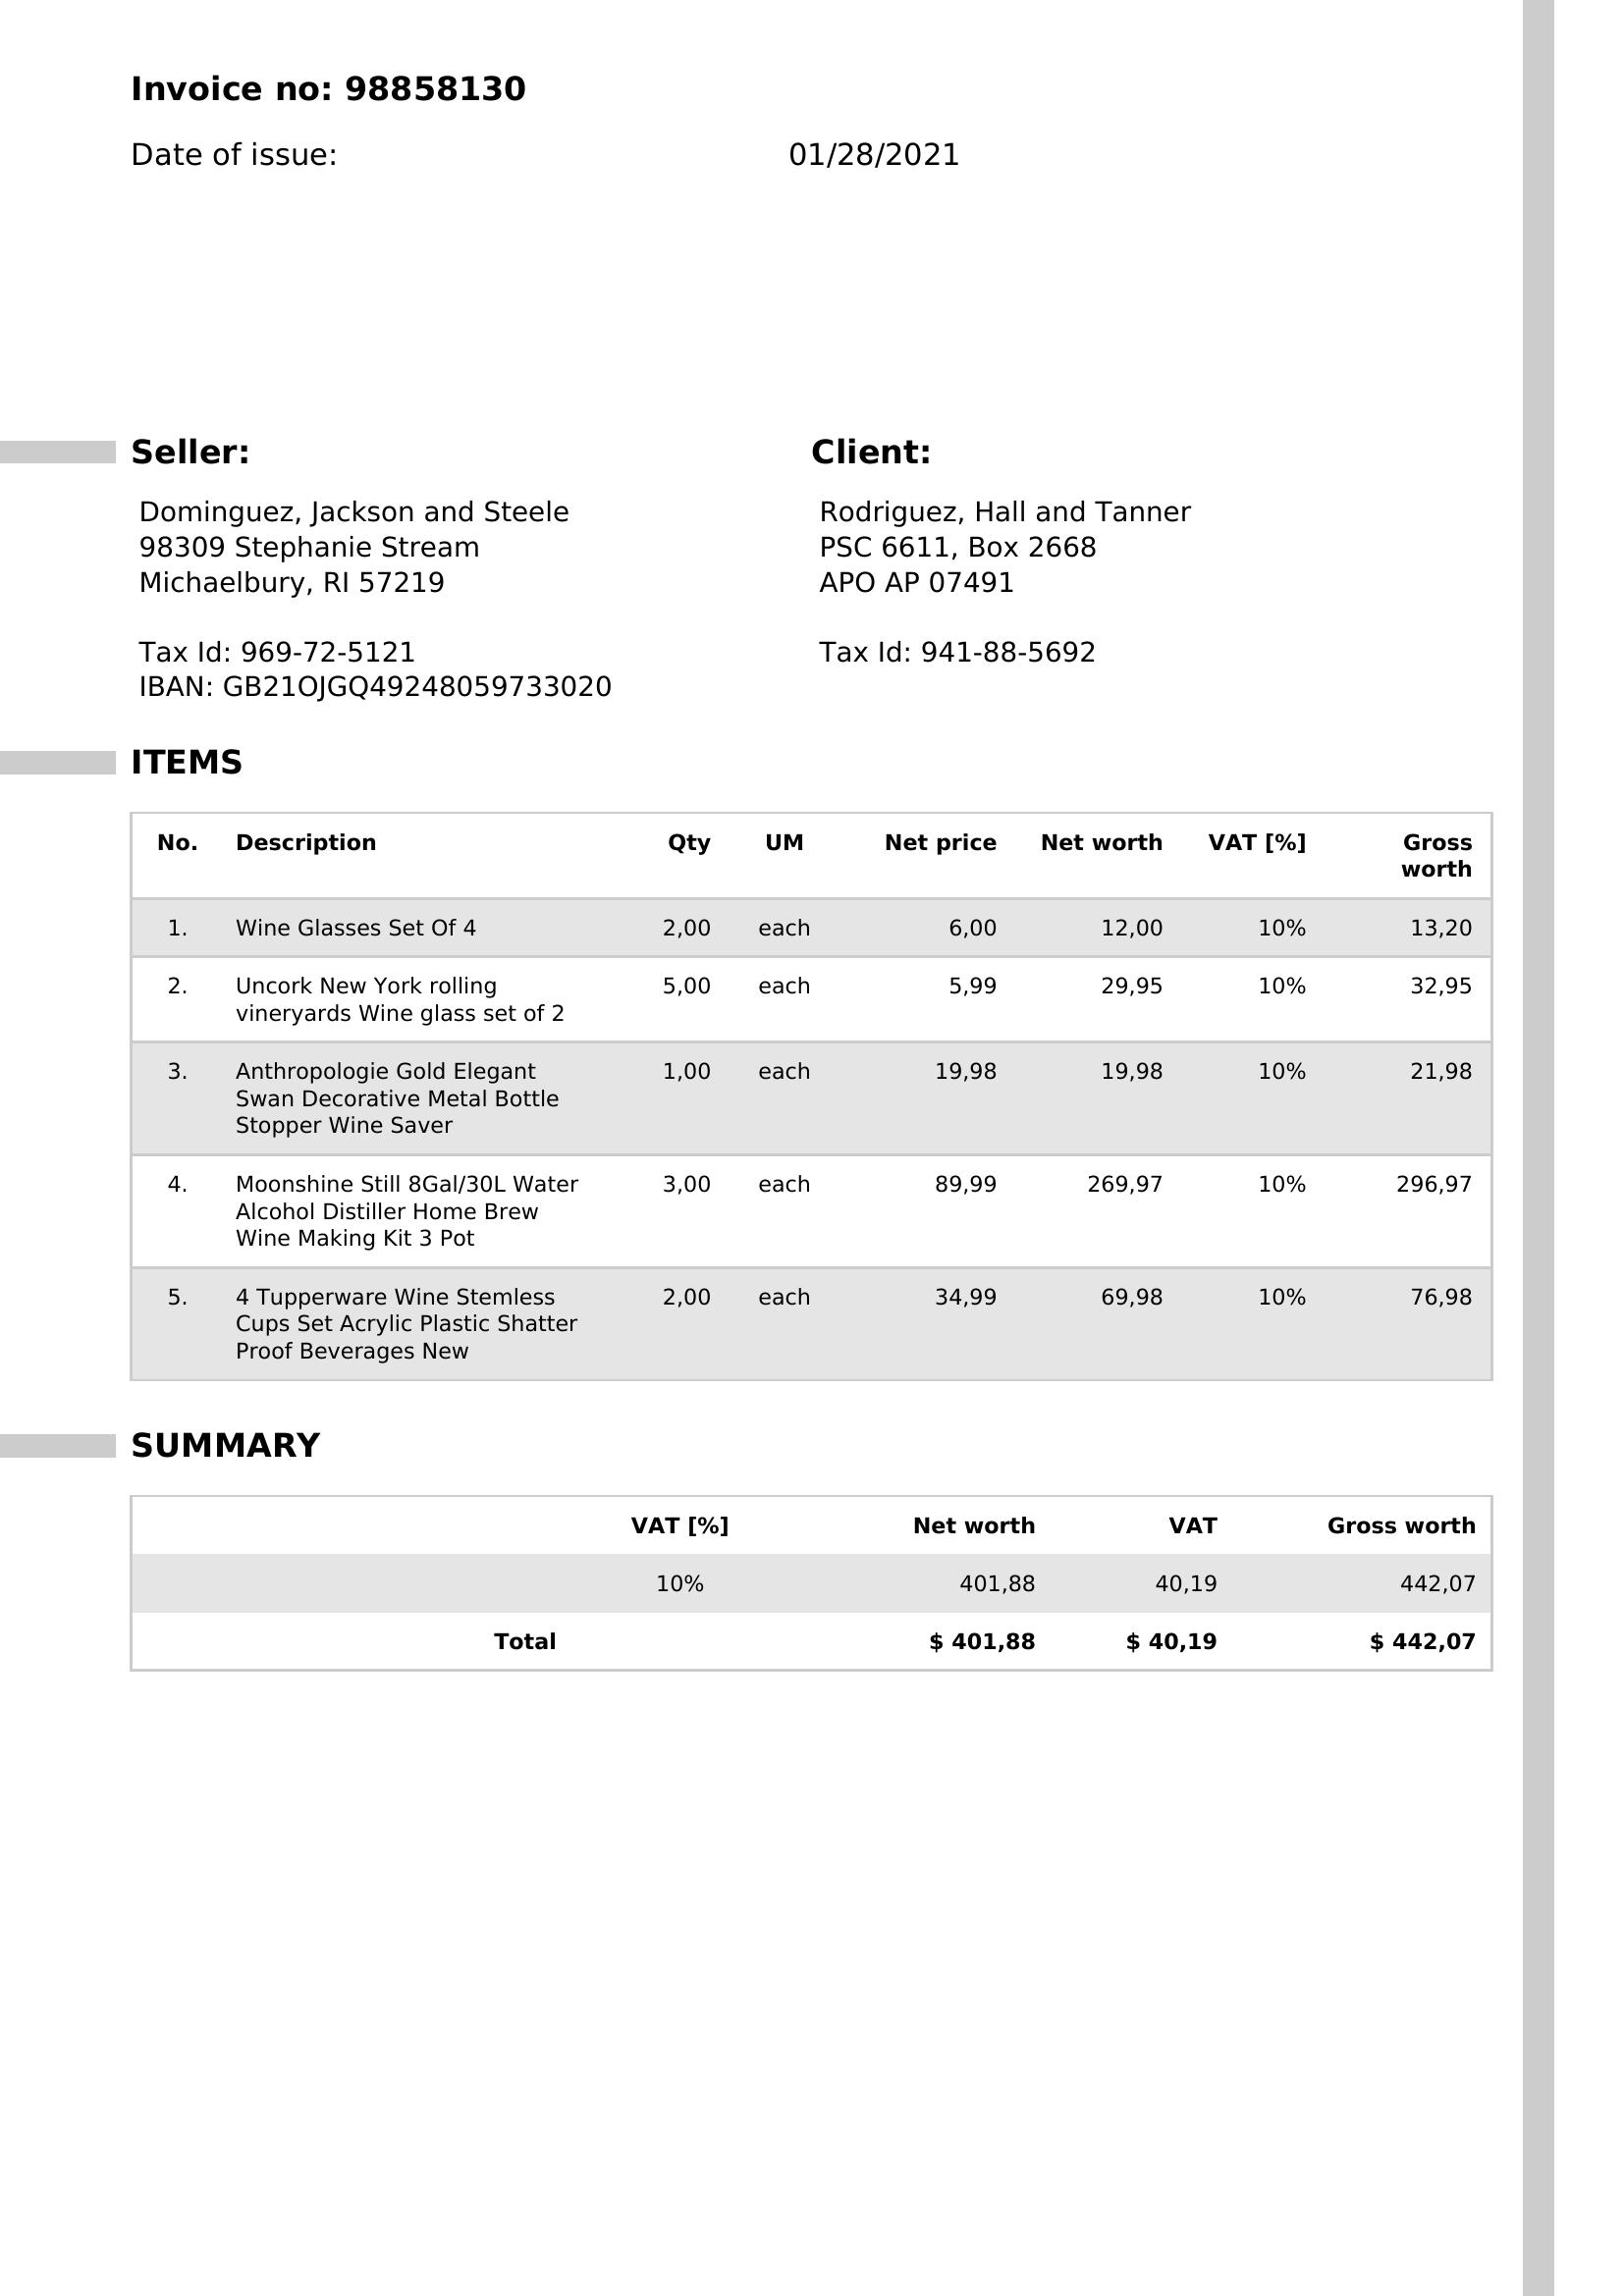 Invoice no: 98858130
Date of issue: 01/28/2021
Seller: Client:
Dominguez, Jackson and Steele Rodriguez, Hall and Tanner
98309 Stephanie Stream PSC 6611, Box 2668
Michaelbury, RI 57219 APO AP 07491
Tax Id: 969-72-5121 Tax Id: 941-88-5692
IBAN: GB21OJGQ49248059733020
ITEMS
No. Description Qty UM Net price Net worth VAT [%] Gross
worth
1. Wine Glasses Set Of 4 2,00 each 6,00 12,00 10% 13,20
2. Uncork New York rolling 5,00 each 5,99 29,95 10% 32,95
vineryards Wine glass set of 2
3. Anthropologie Gold Elegant 1,00 each 19,98 19,98 10% 21,98
Swan Decorative Metal Bottle
Stopper Wine Saver
4. Moonshine Still 8Gal/30L Water 3,00 each 89,99 269,97 10% 296,97
Alcohol Distiller Home Brew
Wine Making Kit 3 Pot
5. 4 Tupperware Wine Stemless 2,00 each 34,99 69,98 10% 76,98
Cups Set Acrylic Plastic Shatter
Proof Beverages New
SUMMARY
VAT [%] Net worth VAT Gross worth
10% 401,88 40,19 442,07
Total $ 401,88 $ 40,19 $ 442,07